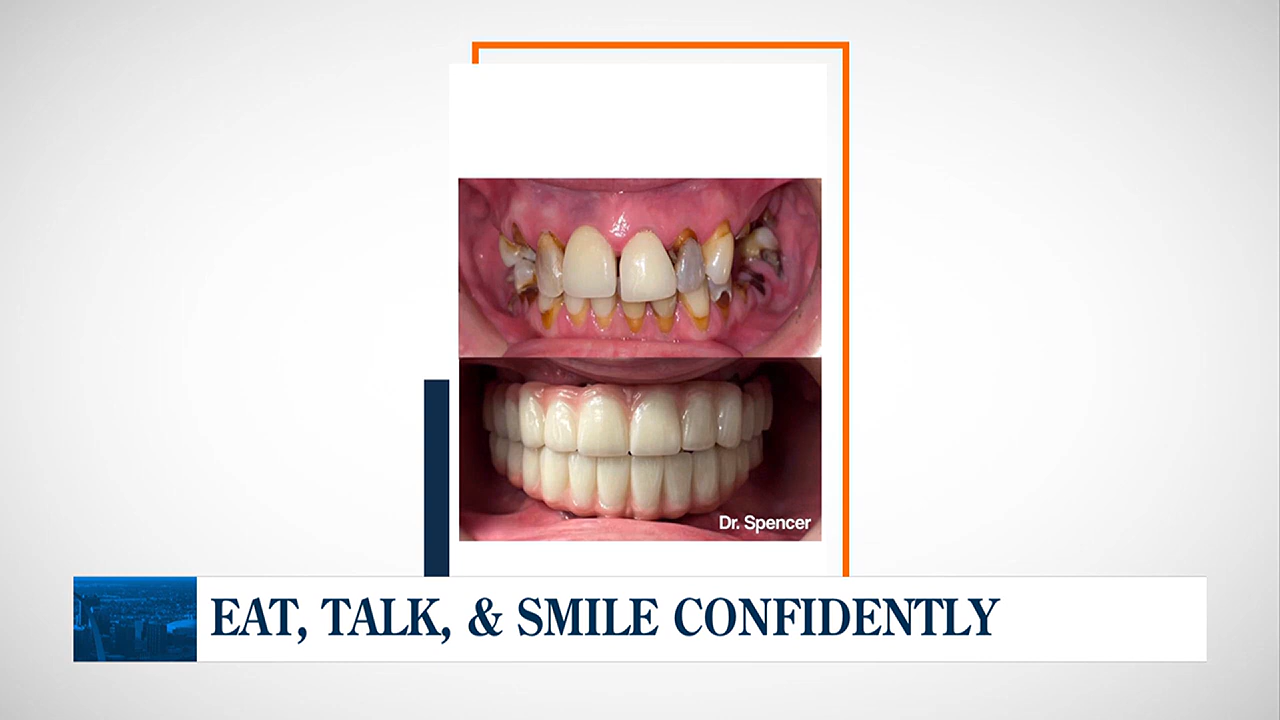 Dr. Spencer
EAT, TALK, & SMILE CONFIDENTLY